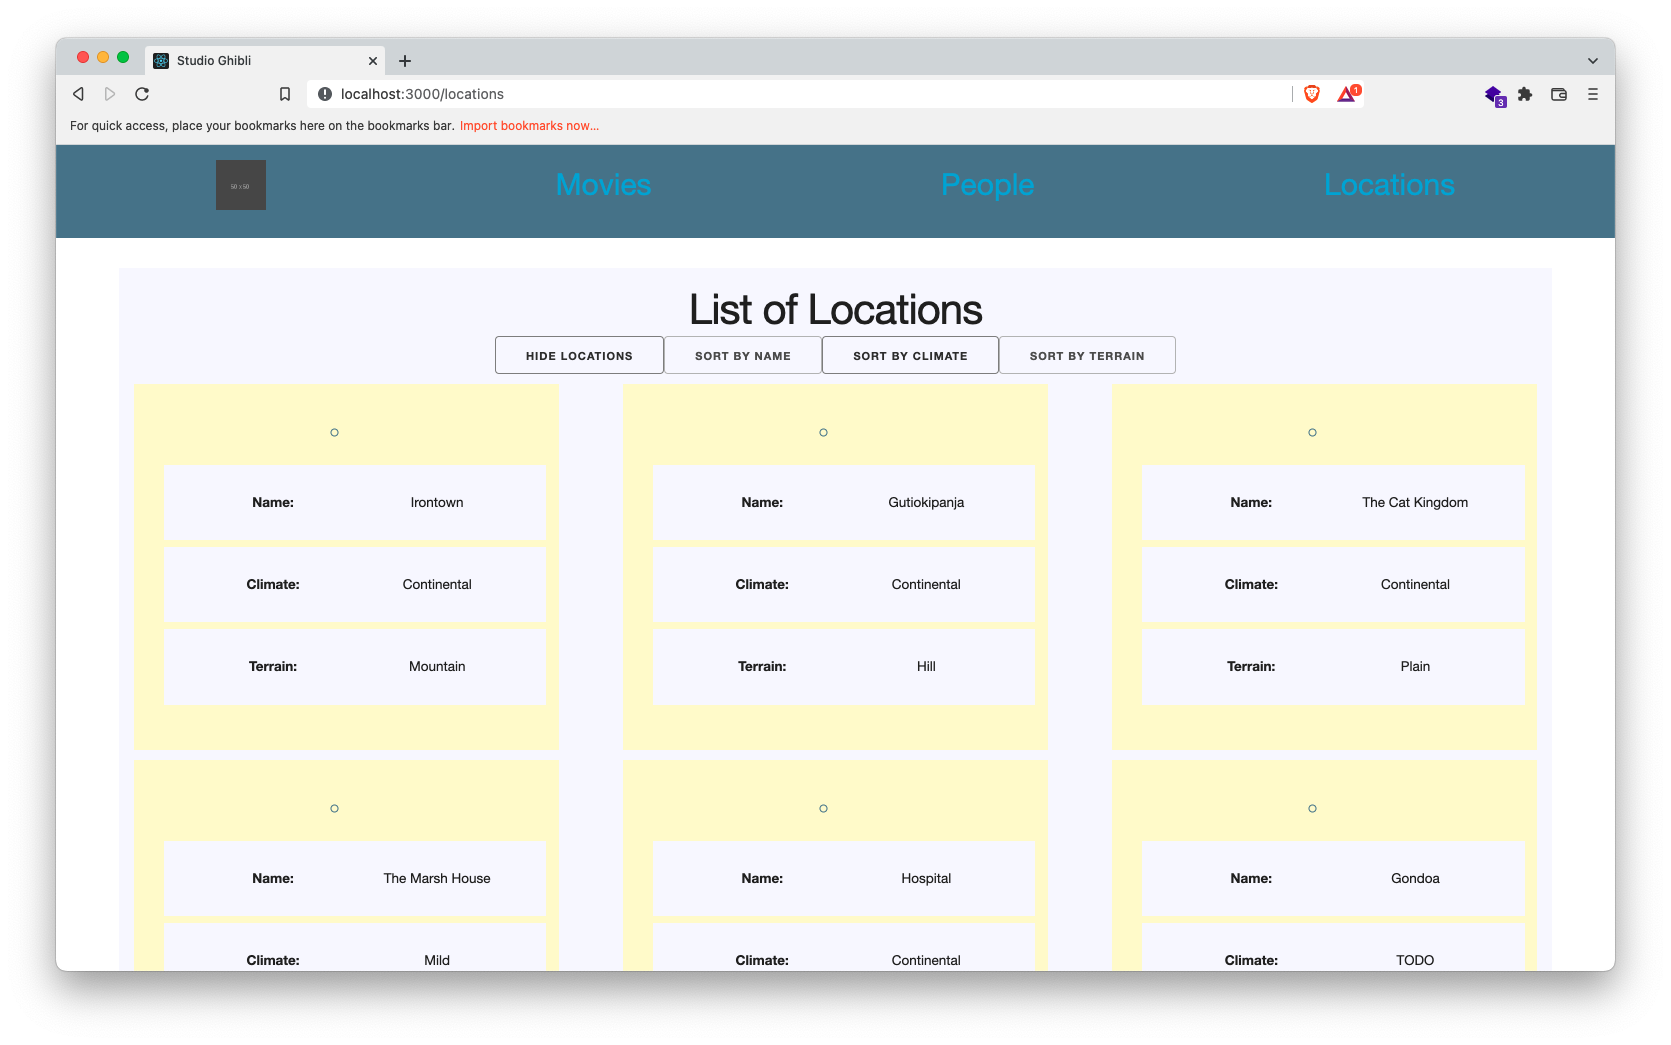 Studio Ghibli
localhost:3000/locations
1
3
For quick access, place your bookmarks here on the bookmarks bar. Import bookmarks now...
50 x 50
Movies People Locations
List of Locations
HIDE LOCATIONS SORT BY NAME SORT BY CLIMATE SORT BY TERRAIN
Name: Irontown
Climate: Continental
Terrain: Mountain
Name: Gutiokipanja
Climate: Continental
Terrain: Hill
Name: The Cat Kingdom
Climate: Continental
Terrain: Plain
Name: The Marsh House
Climate: Mild
Name: Hospital
Climate: Continental
Name: Gondoa
Climate: TODO